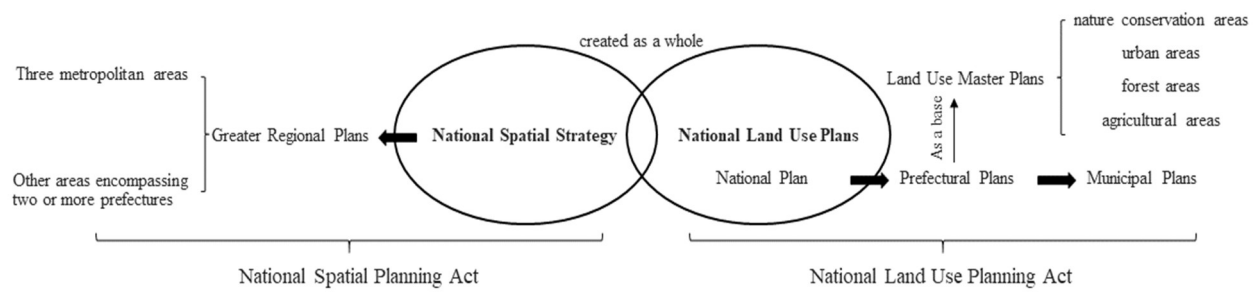 created as a whole
Three metropolitan areas
Greater Regional Plans
Other areas encompassing
two or more prefectures
National Spatial Strategy
National Land Use Plans
National Plan
Prefectural Plans
Municipal Plans
As a base
Land Use Master Plans
nature conservation areas
urban areas
forest areas
agricultural areas
National Spatial Planning Act
National Land Use Planning Act